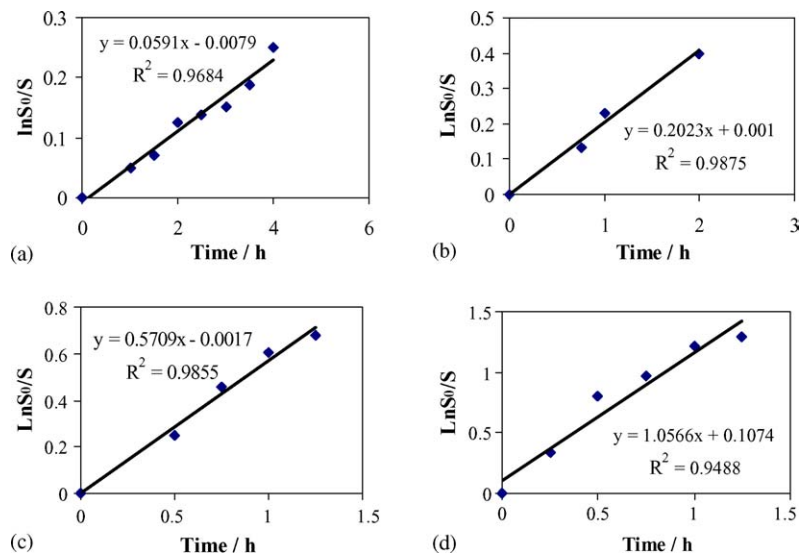 0.3
y = 0.0591x - 0.0079
R² = 0.9684
0.2
0.1
0
lnS₀/S
0 2 4 6
Time / h
(a)
0.5
0.4
0.3
0.2
y = 0.2023x + 0.001
0.1
R² = 0.9875
0
LnS₀/S
0 1 2 3
Time / h
(b)
0.8
y = 0.5709x - 0.0017
0.6
R² = 0.9855
0.4
0.2
0
LnS₀/S
0 0.5 1 1.5
Time / h
(c)
1.5
1
0.5
y = 1.0566x + 0.1074
R² = 0.9488
0
LnS₀/S
0 0.5 1 1.5
Time / h
(d)